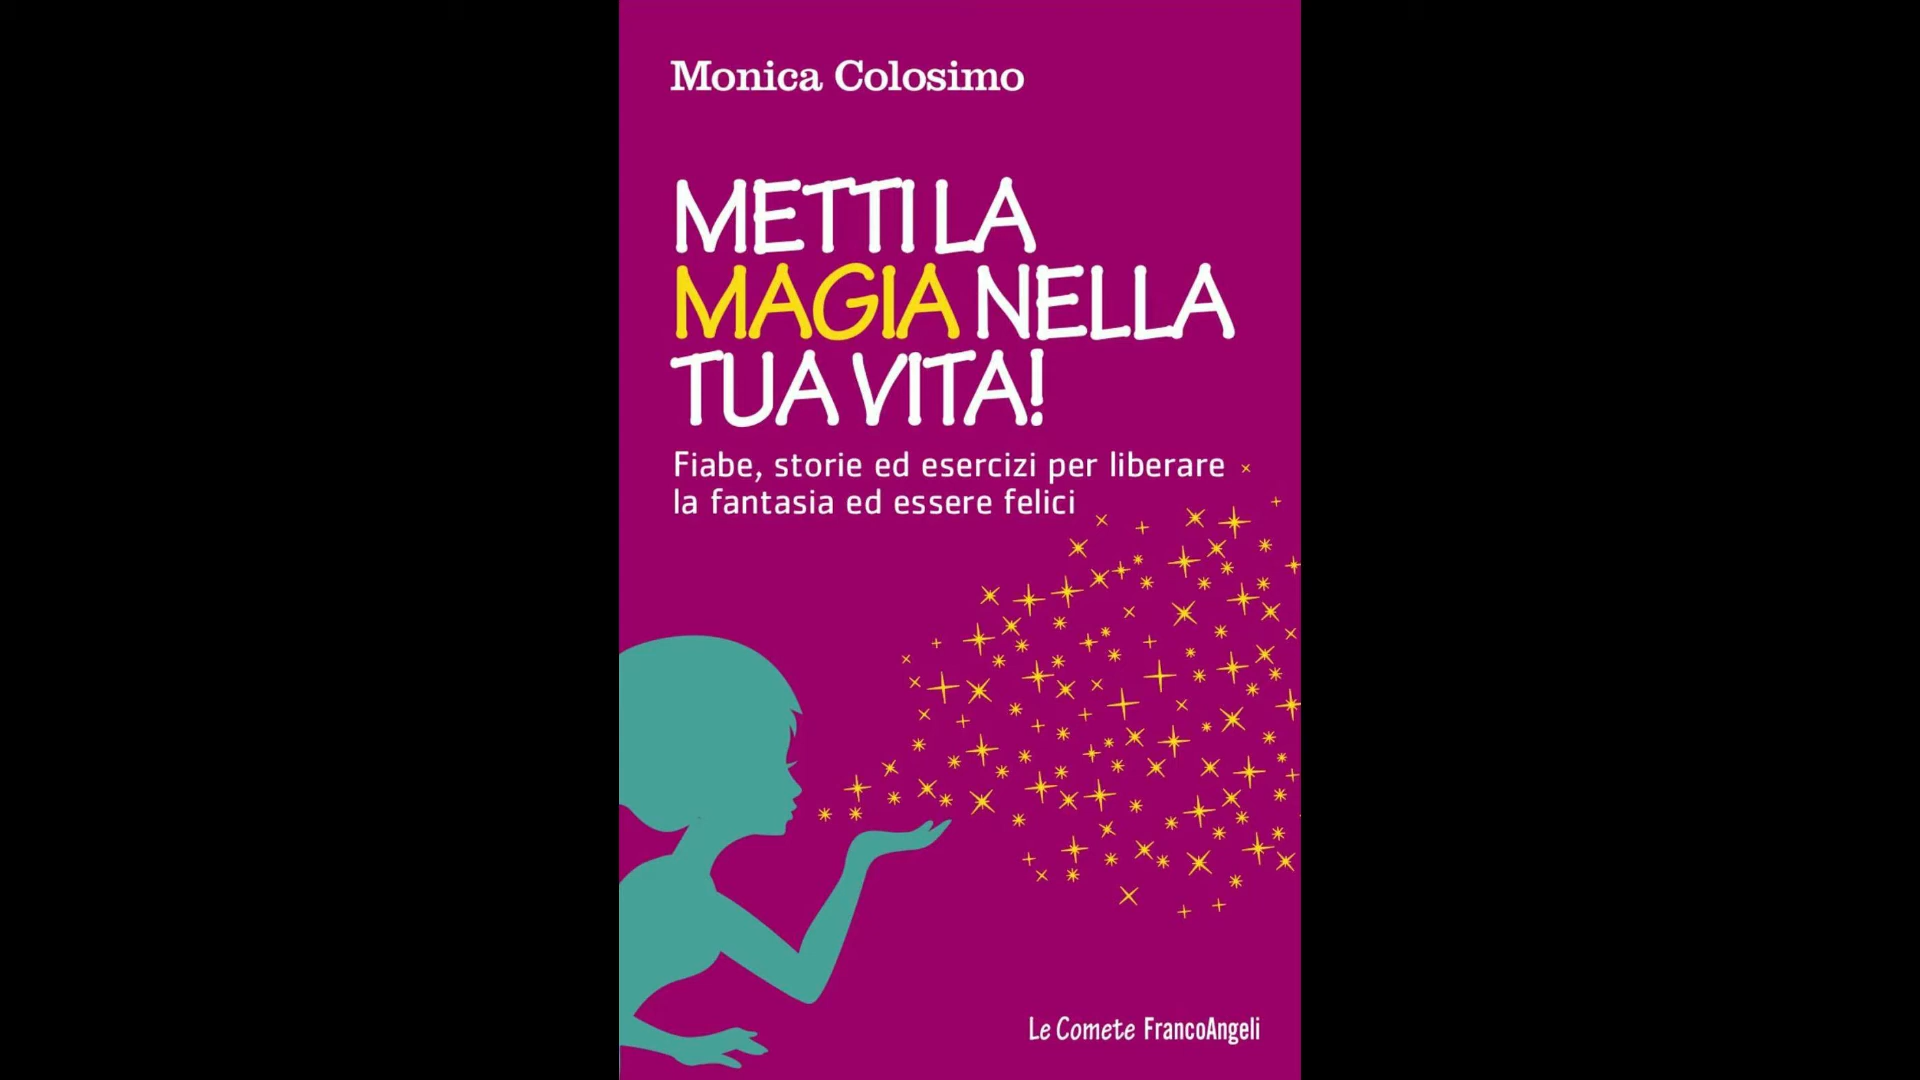 Monica Colosimo
METTI LA
MAGIA NELLA
TUA VITA!
Fiabe, storie ed esercizi per liberare
la fantasia ed essere felici
Le Comete FrancoAngeli